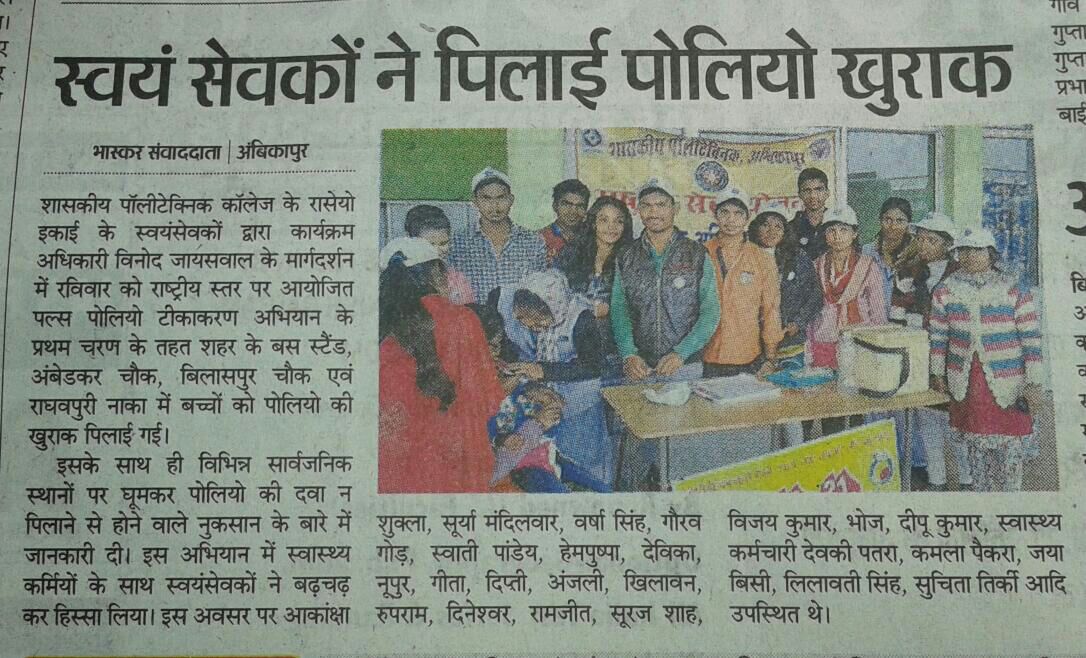 स्वयं सेवकों ने पिलाई पोलियो खुराक
भास्कर संवाददाता | अंबिकापुर
शासकीय पॉलीटेक्निक कॉलेज के रासेयो
इकाई के स्वयंसेवकों द्वारा कार्यक्रम
अधिकारी विनोद जायसवाल के मार्गदर्शन
में रविवार को राष्ट्रीय स्तर पर आयोजित
पल्स पोलियो टीकाकरण अभियान के
प्रथम चरण के तहत शहर के बस स्टैंड,
अंबेडकर चौक, बिलासपुर चौक एवं
राघवपुरी नाका में बच्चों को पोलियो की
खुराक पिलाई गई।
इसके साथ ही विभिन्न सार्वजनिक
स्थानों पर घूमकर पोलियो की दवा न
पिलाने से होने वाले नुकसान के बारे में
जानकारी दी। इस अभियान में स्वास्थ्य
कर्मियों के साथ स्वयंसेवकों ने बढ़चढ़
कर हिस्सा लिया। इस अवसर पर आकांक्षा
शासकीय पॉलिटेक्निक, अम्बिकापुर
शुक्ला, सूर्या मंदिलवार, वर्षा सिंह, गौरव
गोड़, स्वाती पांडेय, हेमपुष्पा, देविका,
नूपुर, गीता, दिप्ती, अंजली, खिलावन,
रुपराम, दिनेश्वर, रामजीत, सूरज शाह,
विजय कुमार, भोज, दीपू कुमार, स्वास्थ्य
कर्मचारी देवकी पतरा, कमला पैकरा, जया
बिसी, लिलावती सिंह, सुचिता तिर्की आदि
उपस्थित थे।
गुप्ता
गुप्ता